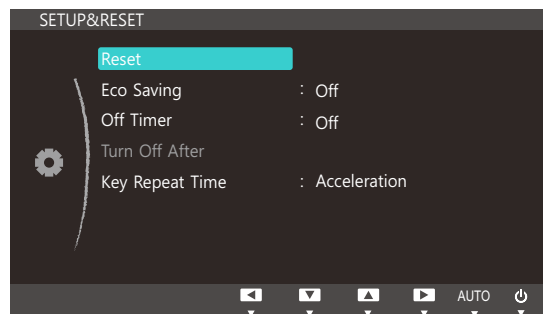 SETUP&RESET
Reset
Eco Saving : Off
Off Timer : Off
Turn Off After
Key Repeat Time : Acceleration
AUTO